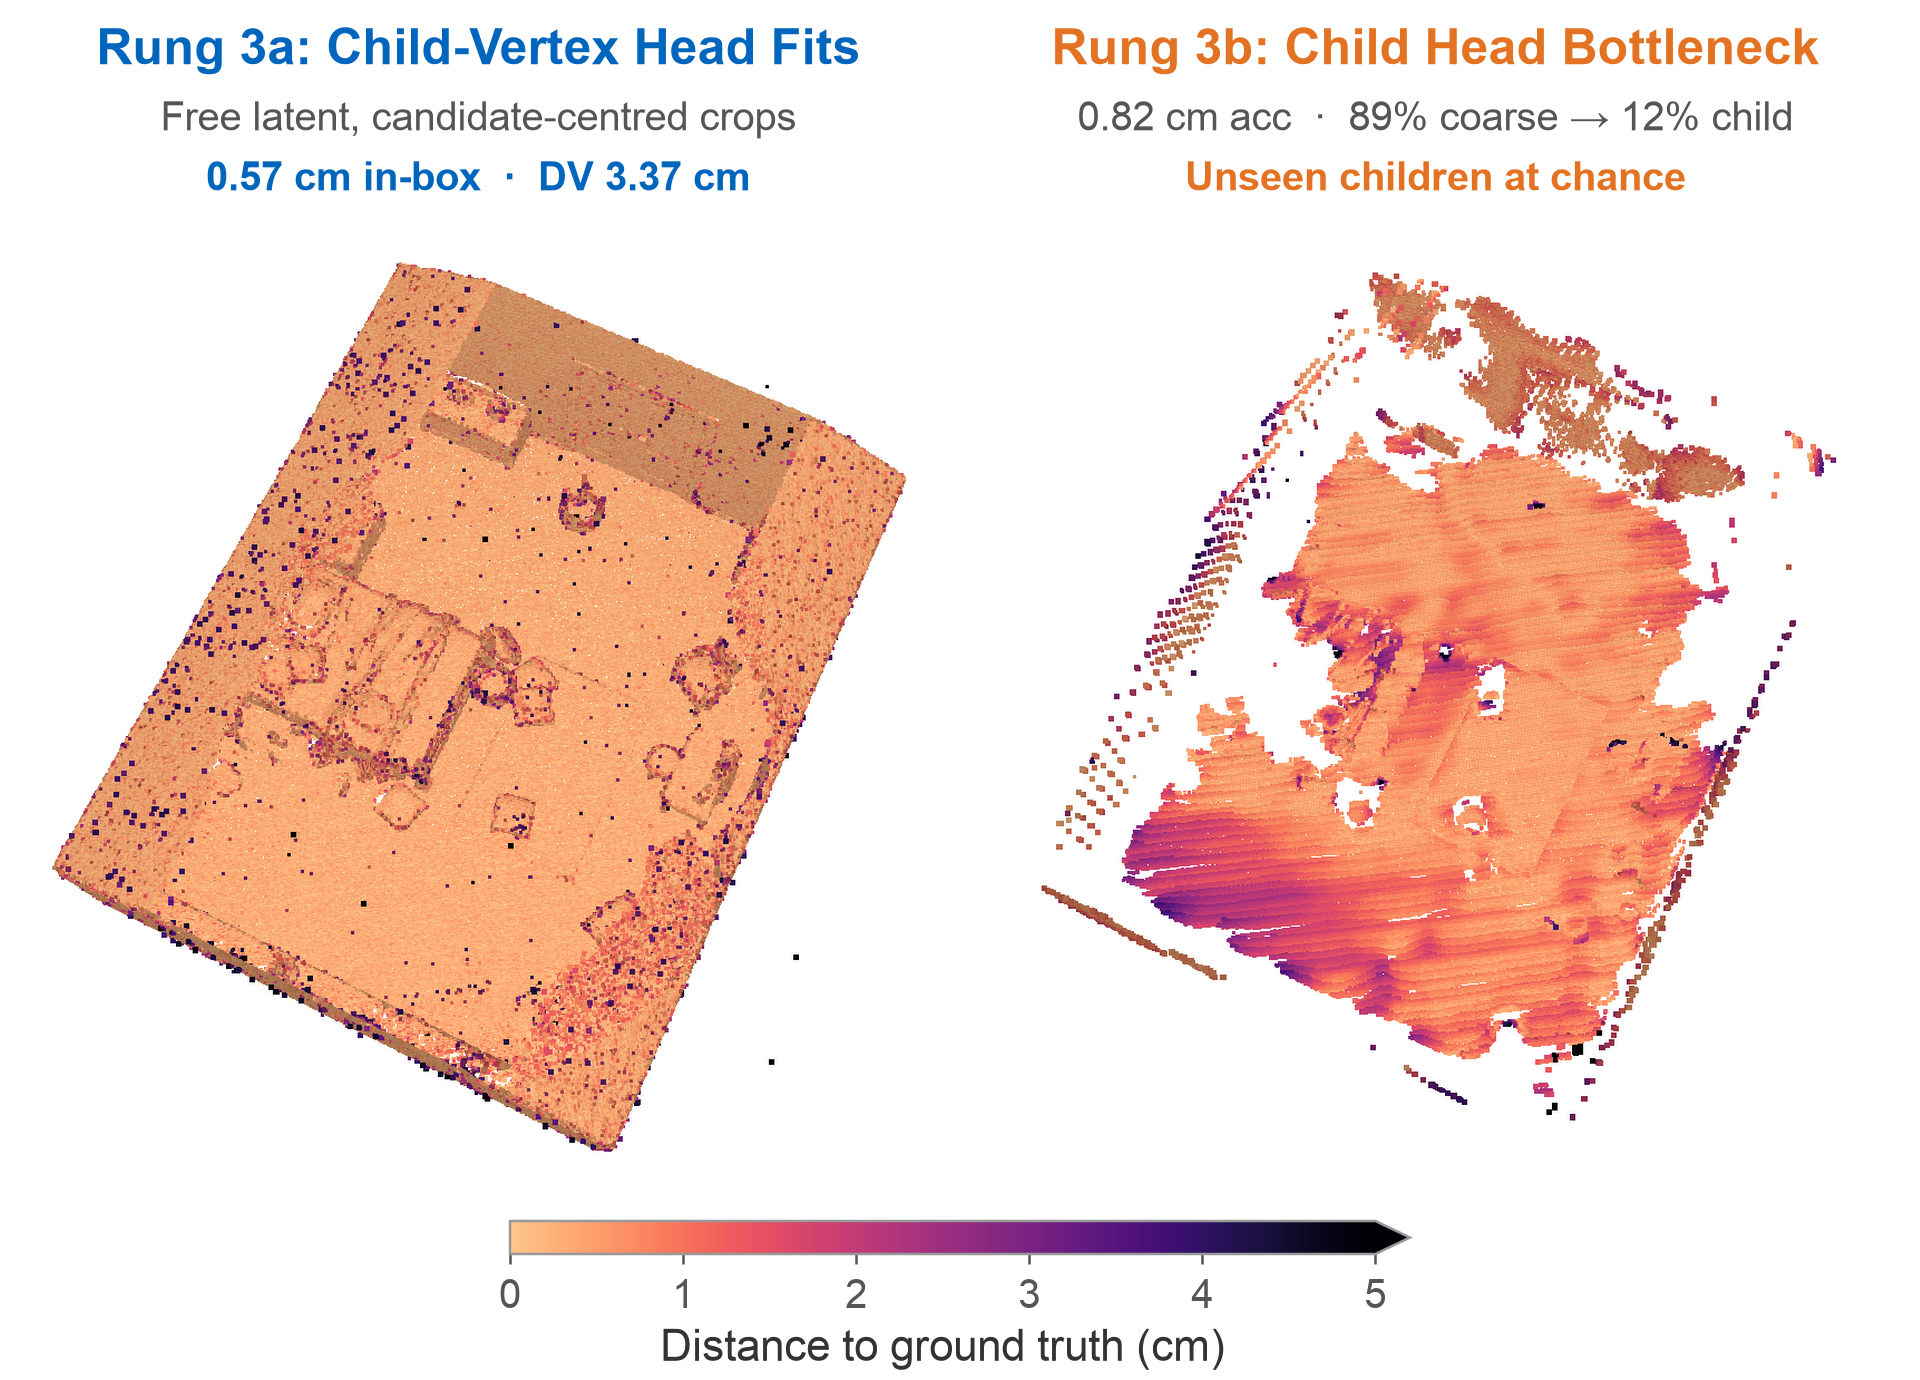 Rung 3a: Child-Vertex Head Fits
Free latent, candidate-centred crops
0.57 cm in-box · DV 3.37 cm
Rung 3b: Child Head Bottleneck
0.82 cm acc · 89% coarse → 12% child
Unseen children at chance
0 1 2 3 4 5
Distance to ground truth (cm)